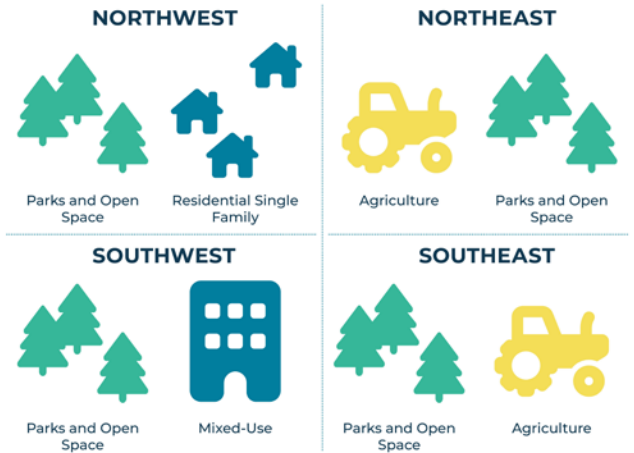 NORTHWEST
Parks and Open
Space
Residential Single
Family
NORTHEAST
Agriculture
Parks and Open
Space
SOUTHWEST
Parks and Open
Space
Mixed-Use
SOUTHEAST
Parks and Open
Space
Agriculture